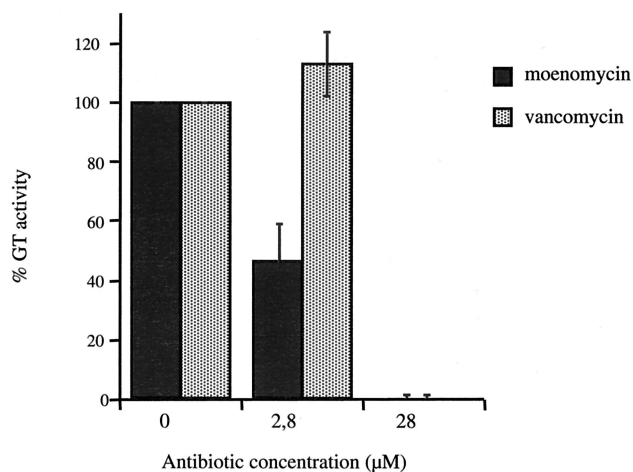 120
100
80
60
40
20
0
% GT activity
0
2,8
28
Antibiotic concentration (µM)
moenomycin
vancomycin